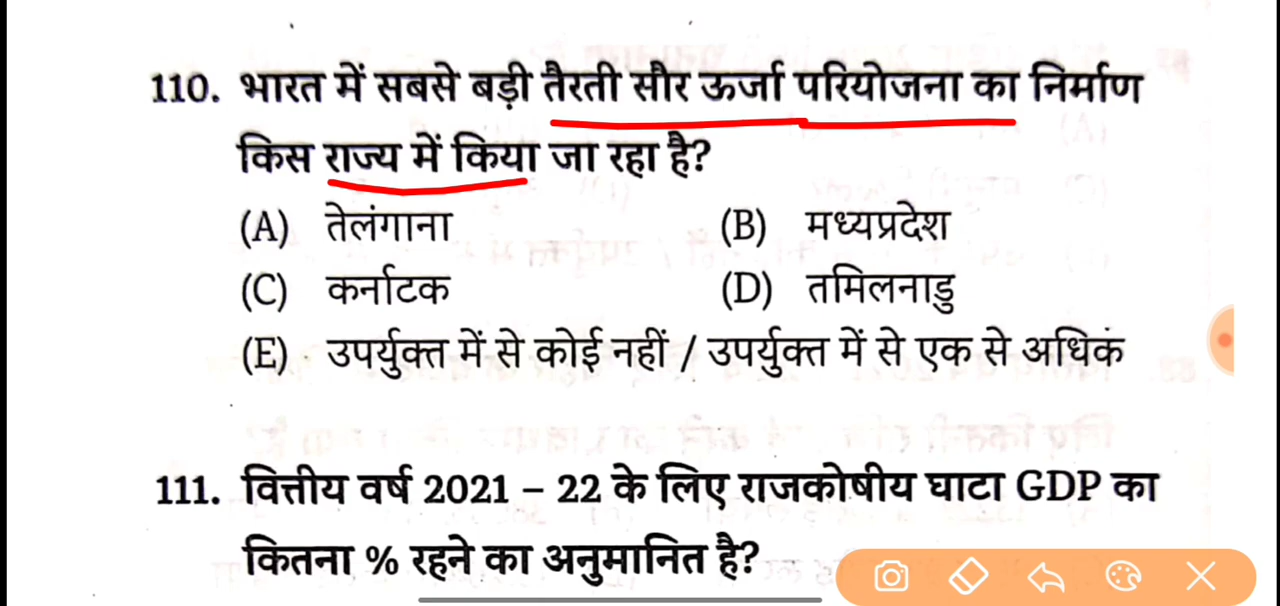 110. भारत में सबसे बड़ी तैरती सौर ऊर्जा परियोजना का निर्माण
किस राज्य में किया जा रहा है?
(A) तेलंगाना (B) मध्यप्रदेश
(C) कर्नाटक (D) तमिलनाडु
(E) उपर्युक्त में से कोई नहीं / उपर्युक्त में से एक से अधिक
111. वित्तीय वर्ष 2021 – 22 के लिए राजकोषीय घाटा GDP का
कितना % रहने का अनुमानित है?